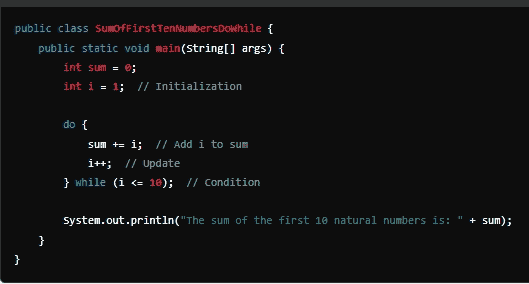 public class SumOfFirstTenNumbersDoWhile {
    public static void main(String[] args) {
        int sum = 0;
        int i = 1;  // Initialization

        do {
            sum += i;  // Add i to sum
            i++;  // Update
        } while (i <= 10);  // Condition

        System.out.println("The sum of the first 10 natural numbers is: " + sum);
    }
}